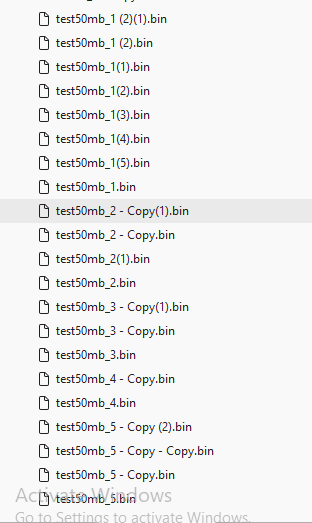 test50mb_1 (2)(1).bin
test50mb_1 (2).bin
test50mb_1(1).bin
test50mb_1(2).bin
test50mb_1(3).bin
test50mb_1(4).bin
test50mb_1(5).bin
test50mb_1.bin
test50mb_2 - Copy(1).bin
test50mb_2 - Copy.bin
test50mb_2(1).bin
test50mb_2.bin
test50mb_3 - Copy(1).bin
test50mb_3 - Copy.bin
test50mb_3.bin
test50mb_4 - Copy.bin
test50mb_4.bin
test50mb_5 - Copy (2).bin
test50mb_5 - Copy - Copy.bin
test50mb_5 - Copy.bin
test50mb_5.bin
Activate Windows
Go to Settings to activate Windows.